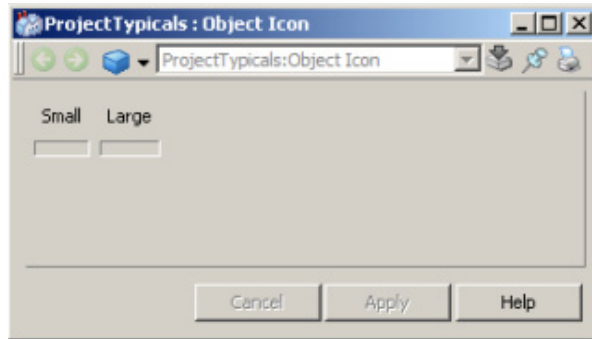 ProjectTypicals : Object Icon
ProjectTypicals:Object Icon
Small Large
Cancel Apply Help